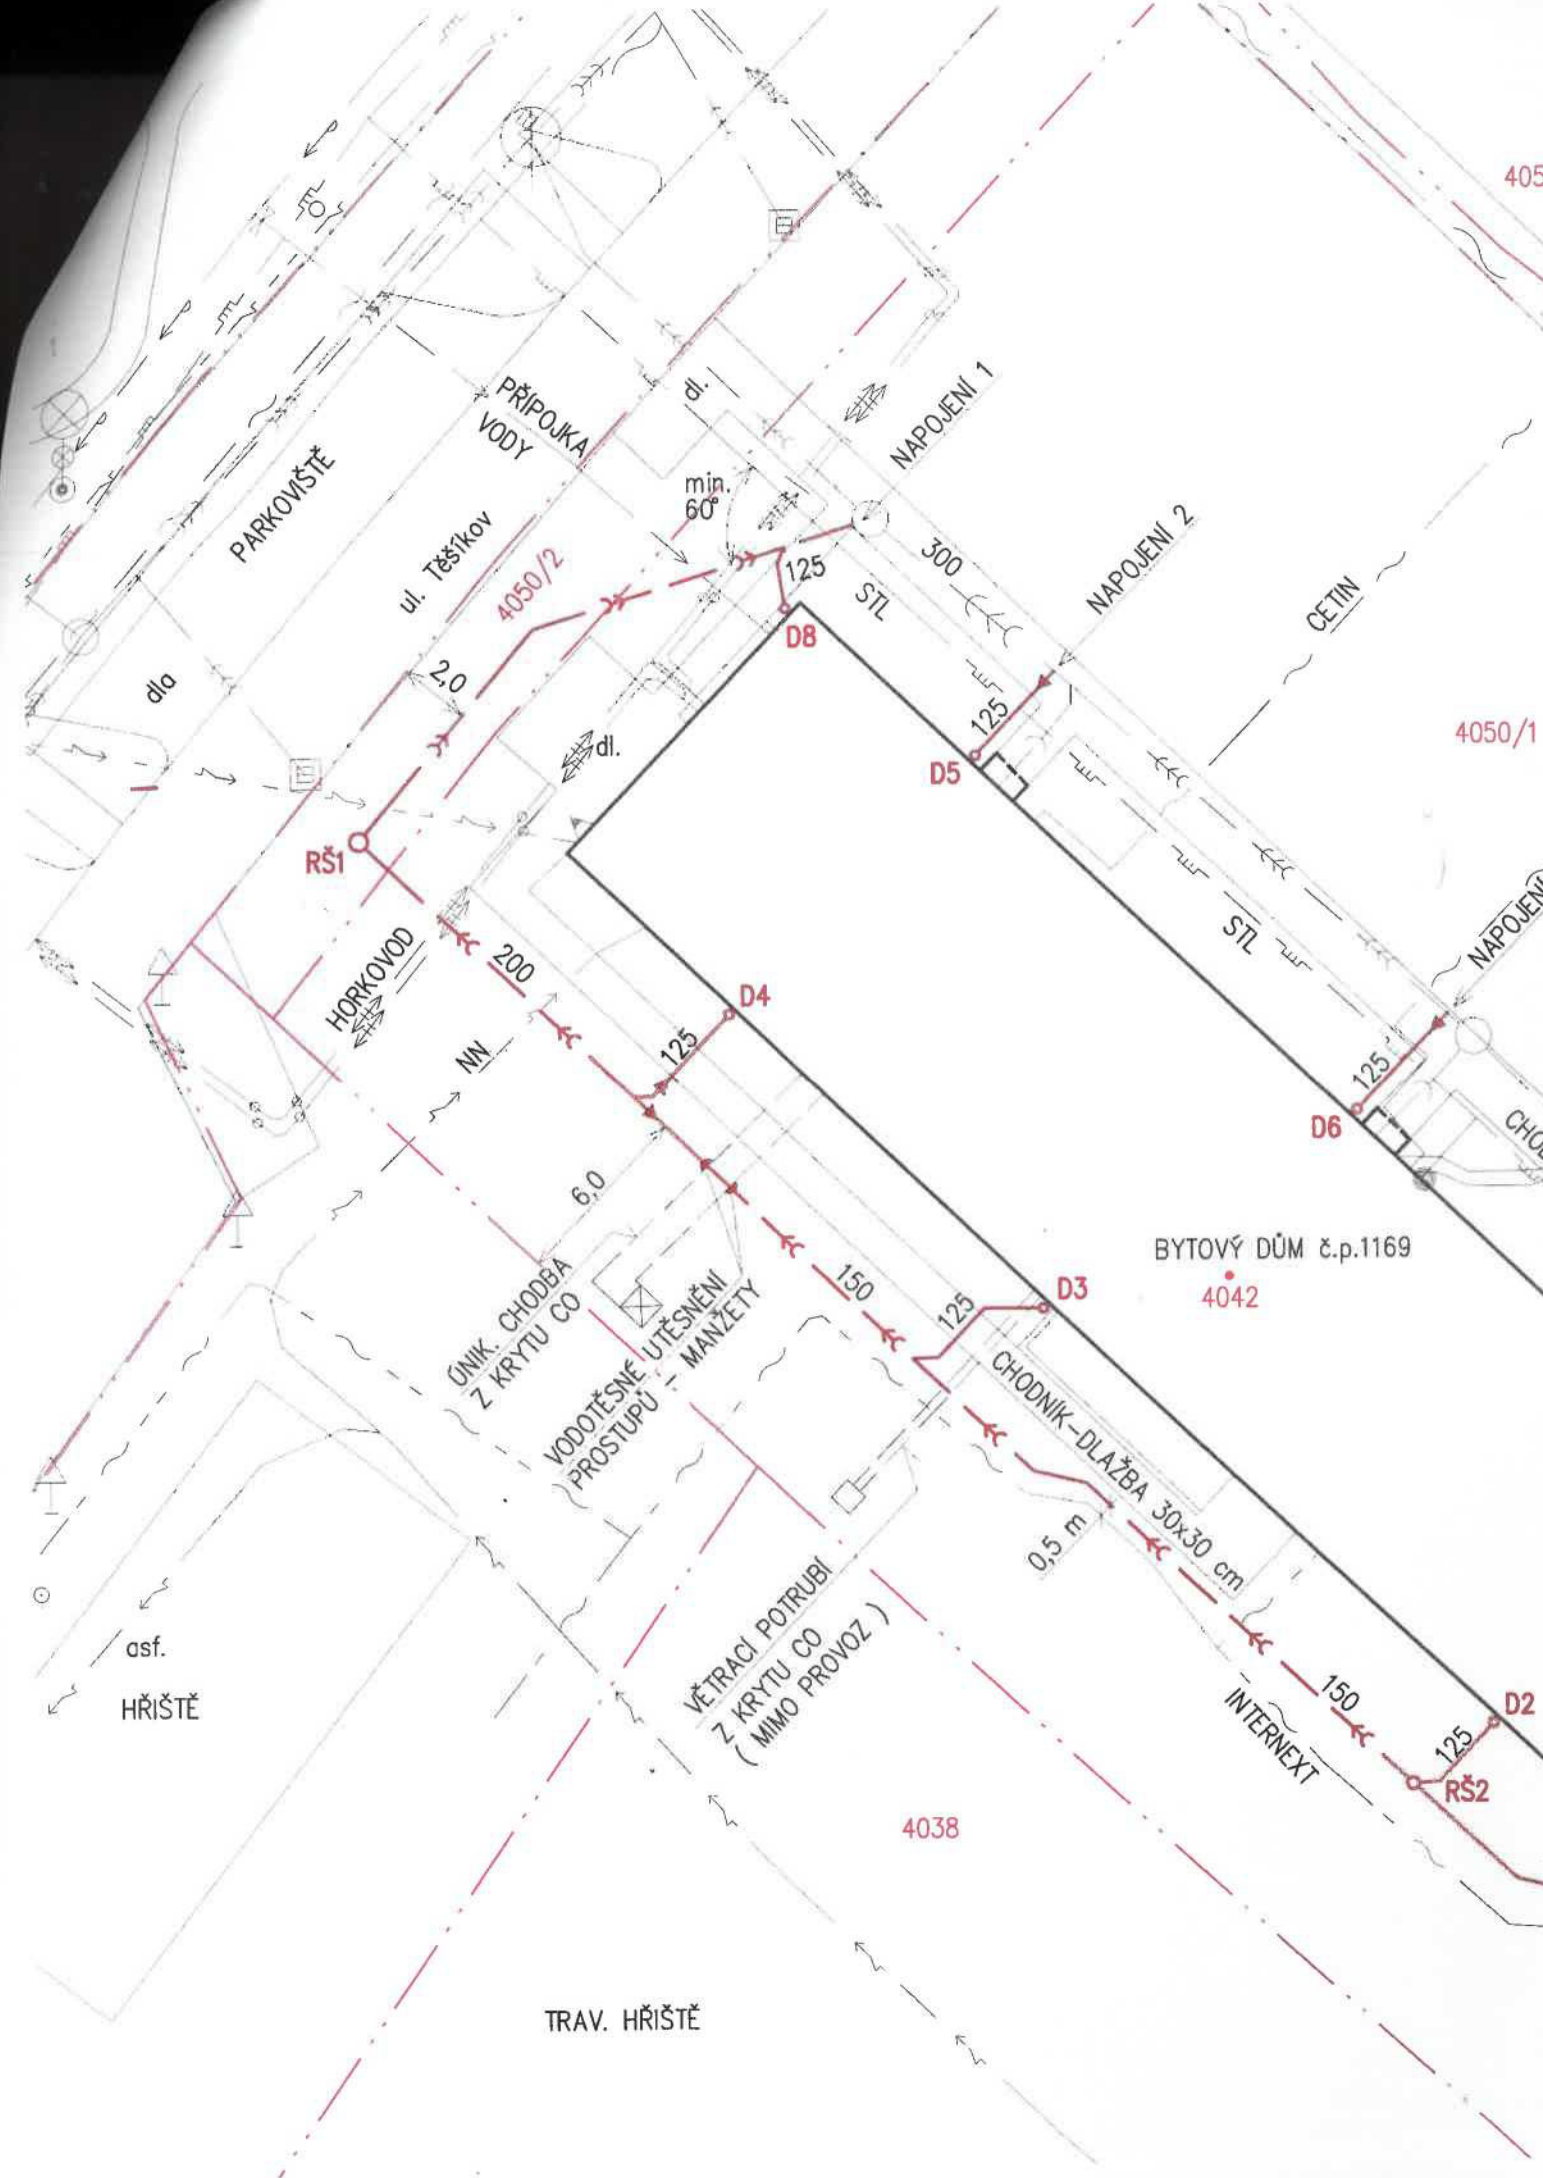 405
PŘÍPOJKA
VODY
dl.
NAPOJENÍ 1
PARKOVIŠTĚ
ul. Těšíkov
min.
60°
4050/2
125
D8
STL
300
NAPOJENÍ 2
CETIN
dla
2,0
dl.
125
D5
4050/1
RŠ1
HORKOVOD
200
NN
D4
125
STL
NAPOJENÍ
125
D6
CHO
6,0
ÚNIK. CHODBA
Z KRYTU CO
VODOTĚSNÉ UTĚSNĚNÍ
PROSTUPŮ - MANŽETY
150
125
D3
BYTOVÝ DŮM č.p.1169
4042
CHODNÍK-DLAŽBA 30x30 cm
0,5 m
VĚTRACÍ POTRUBÍ
Z KRYTU CO
( MIMO PROVOZ )
asf.
HŘIŠTĚ
INTERNEXT
150
125
D2
RŠ2
4038
TRAV. HŘIŠTĚ